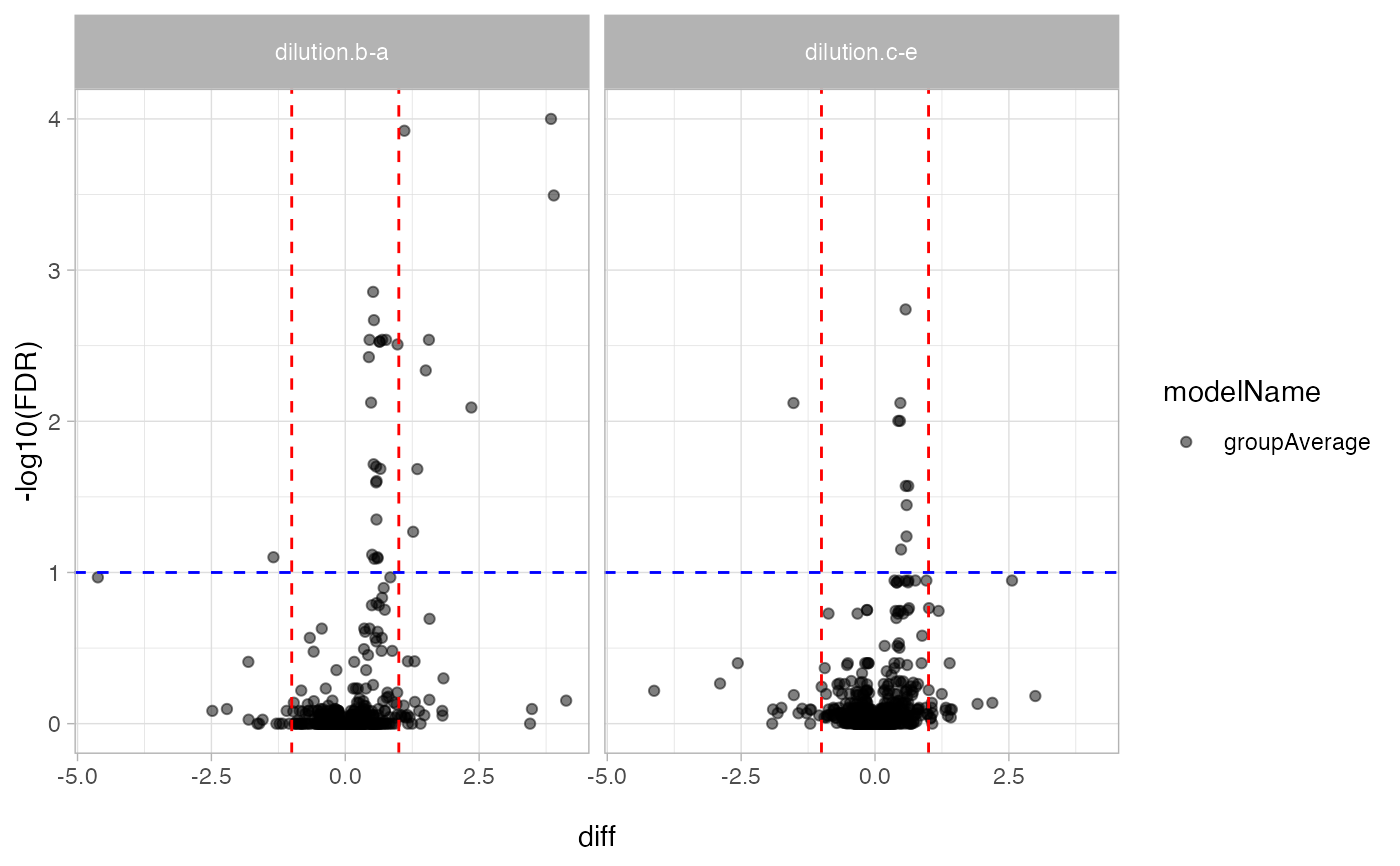 dilution.b-a
dilution.c-e
4
3
2
1
0
-log10(FDR)
-5.0
-2.5
0.0
2.5
-5.0
-2.5
0.0
2.5
diff
modelName
groupAverage